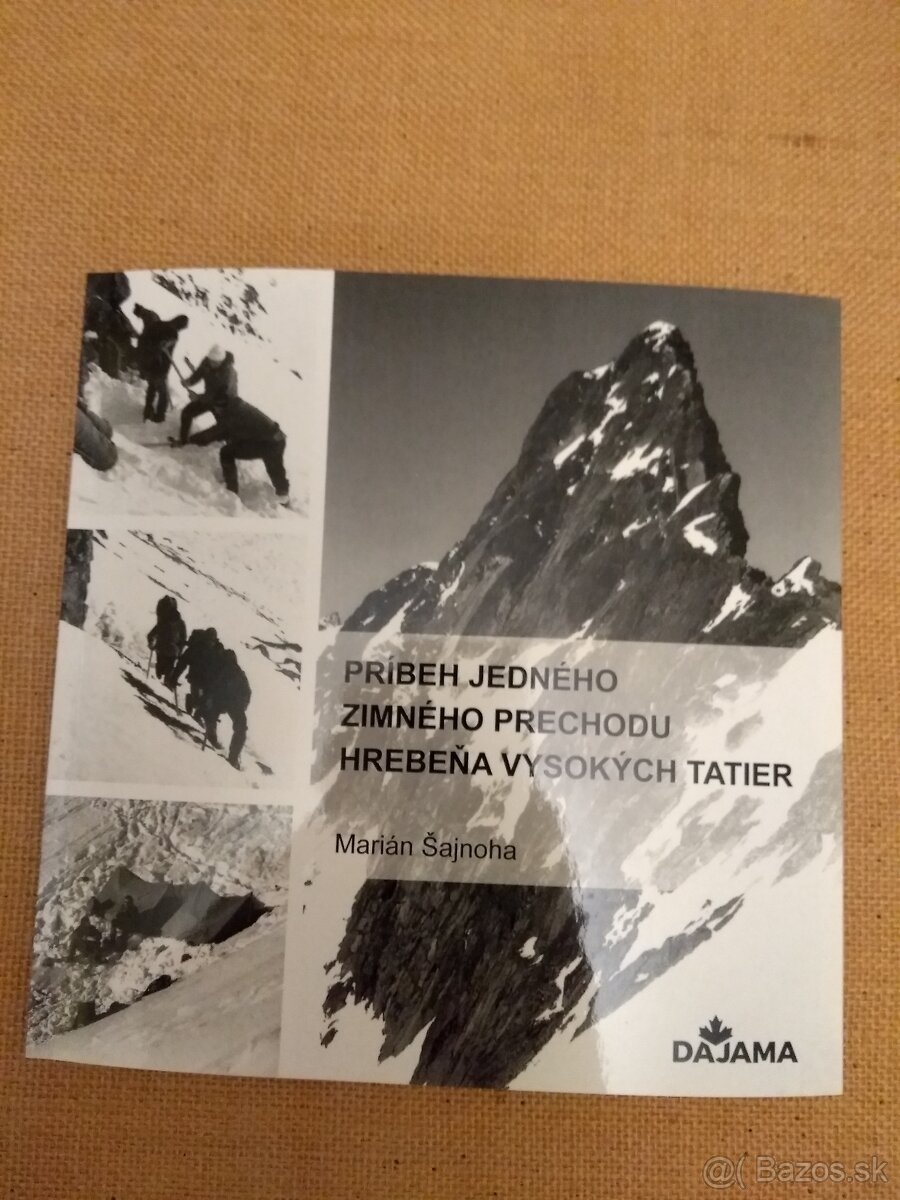 PRÍBEH JEDNÉHO
ZIMNÉHO PRECHODU
HREBEŇA VYSOKÝCH TATIER
Marián Šajnoha
DAJAMA
@( Bazos.sk